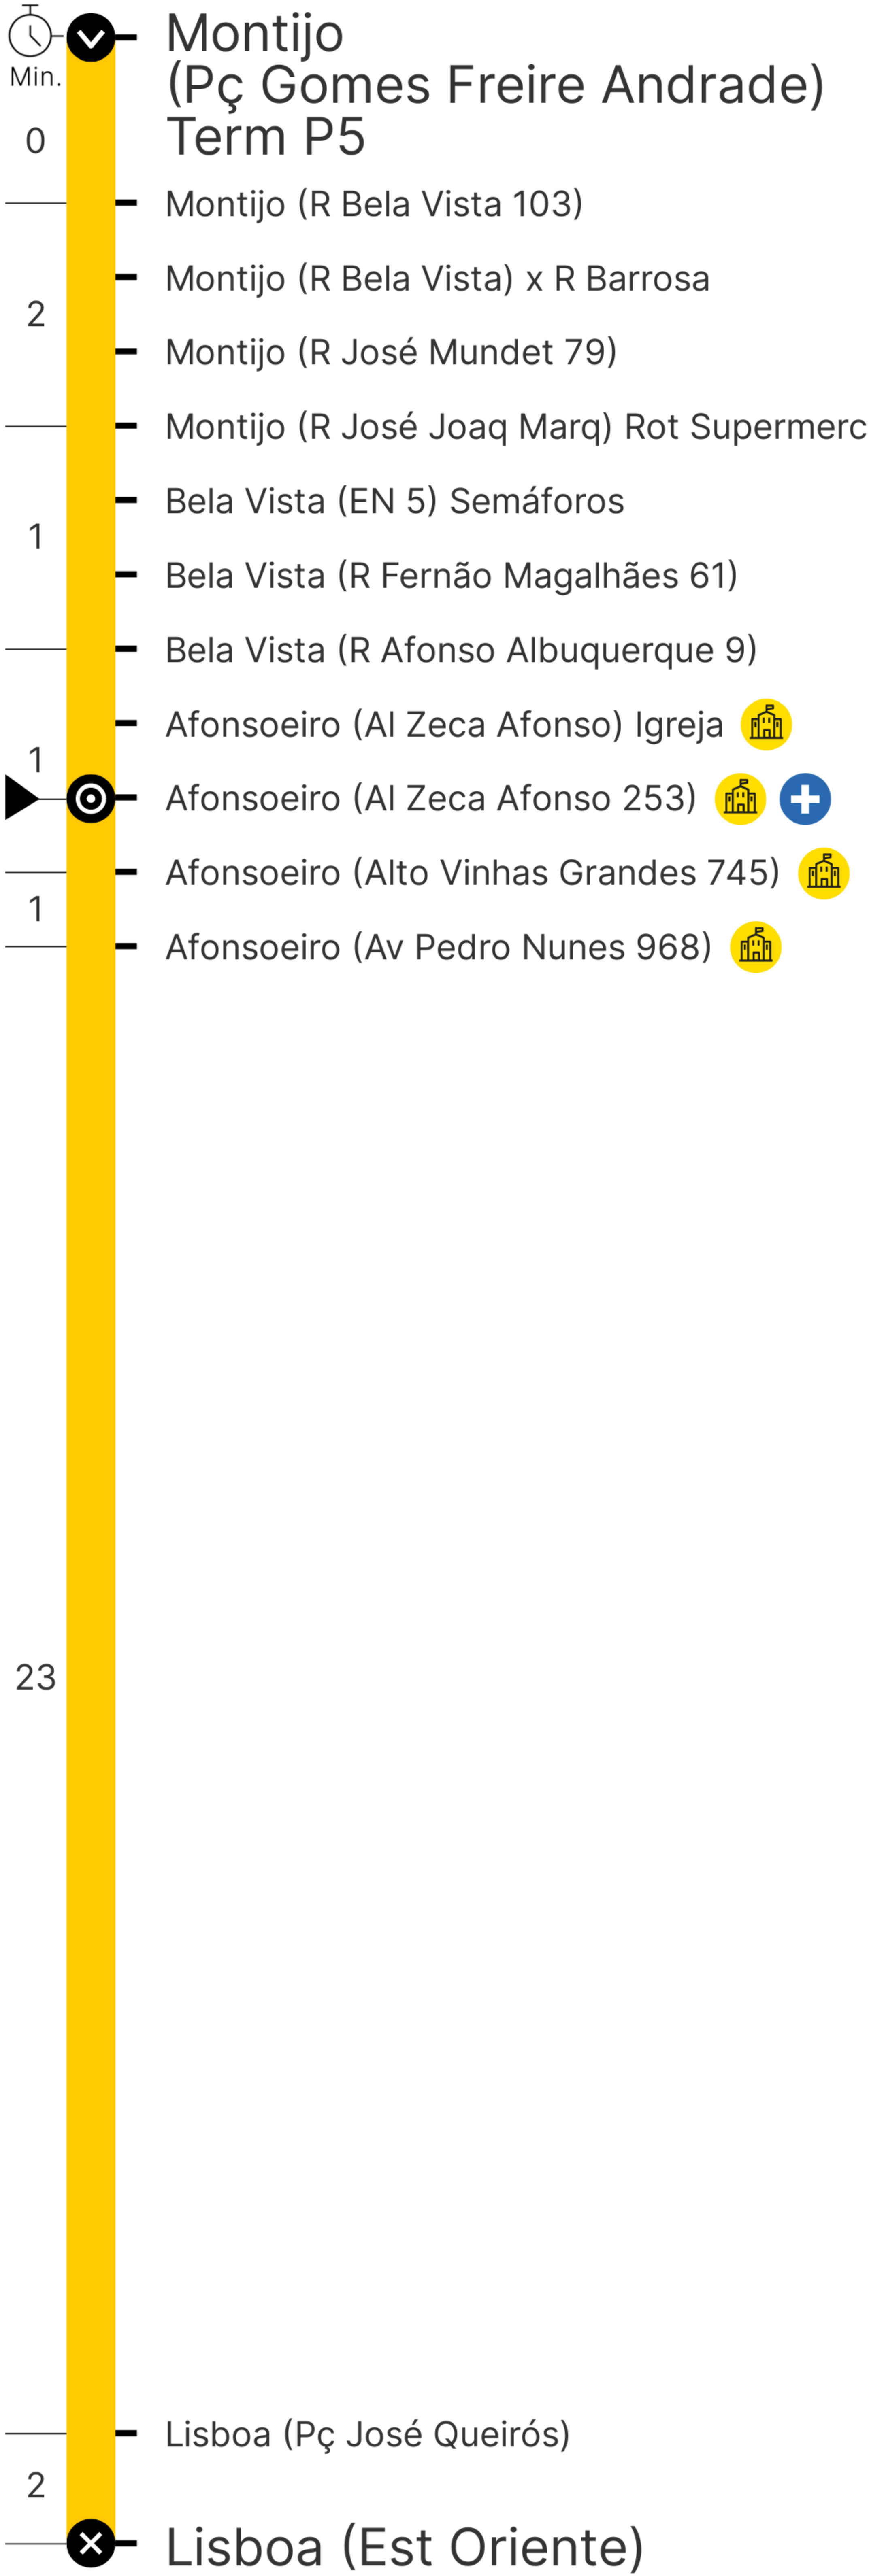 Min.
Montijo
(Pç Gomes Freire Andrade)
Term P5
0
Montijo (R Bela Vista 103)
Montijo (R Bela Vista) x R Barrosa
2
Montijo (R José Mundet 79)
Montijo (R José Joaq Marq) Rot Supermerc
Bela Vista (EN 5) Semáforos
1
Bela Vista (R Fernão Magalhães 61)
Bela Vista (R Afonso Albuquerque 9)
Afonsoeiro (Al Zeca Afonso) Igreja
1
Afonsoeiro (Al Zeca Afonso 253)
Afonsoeiro (Alto Vinhas Grandes 745)
1
Afonsoeiro (Av Pedro Nunes 968)
23
Lisboa (Pç José Queirós)
2
Lisboa (Est Oriente)